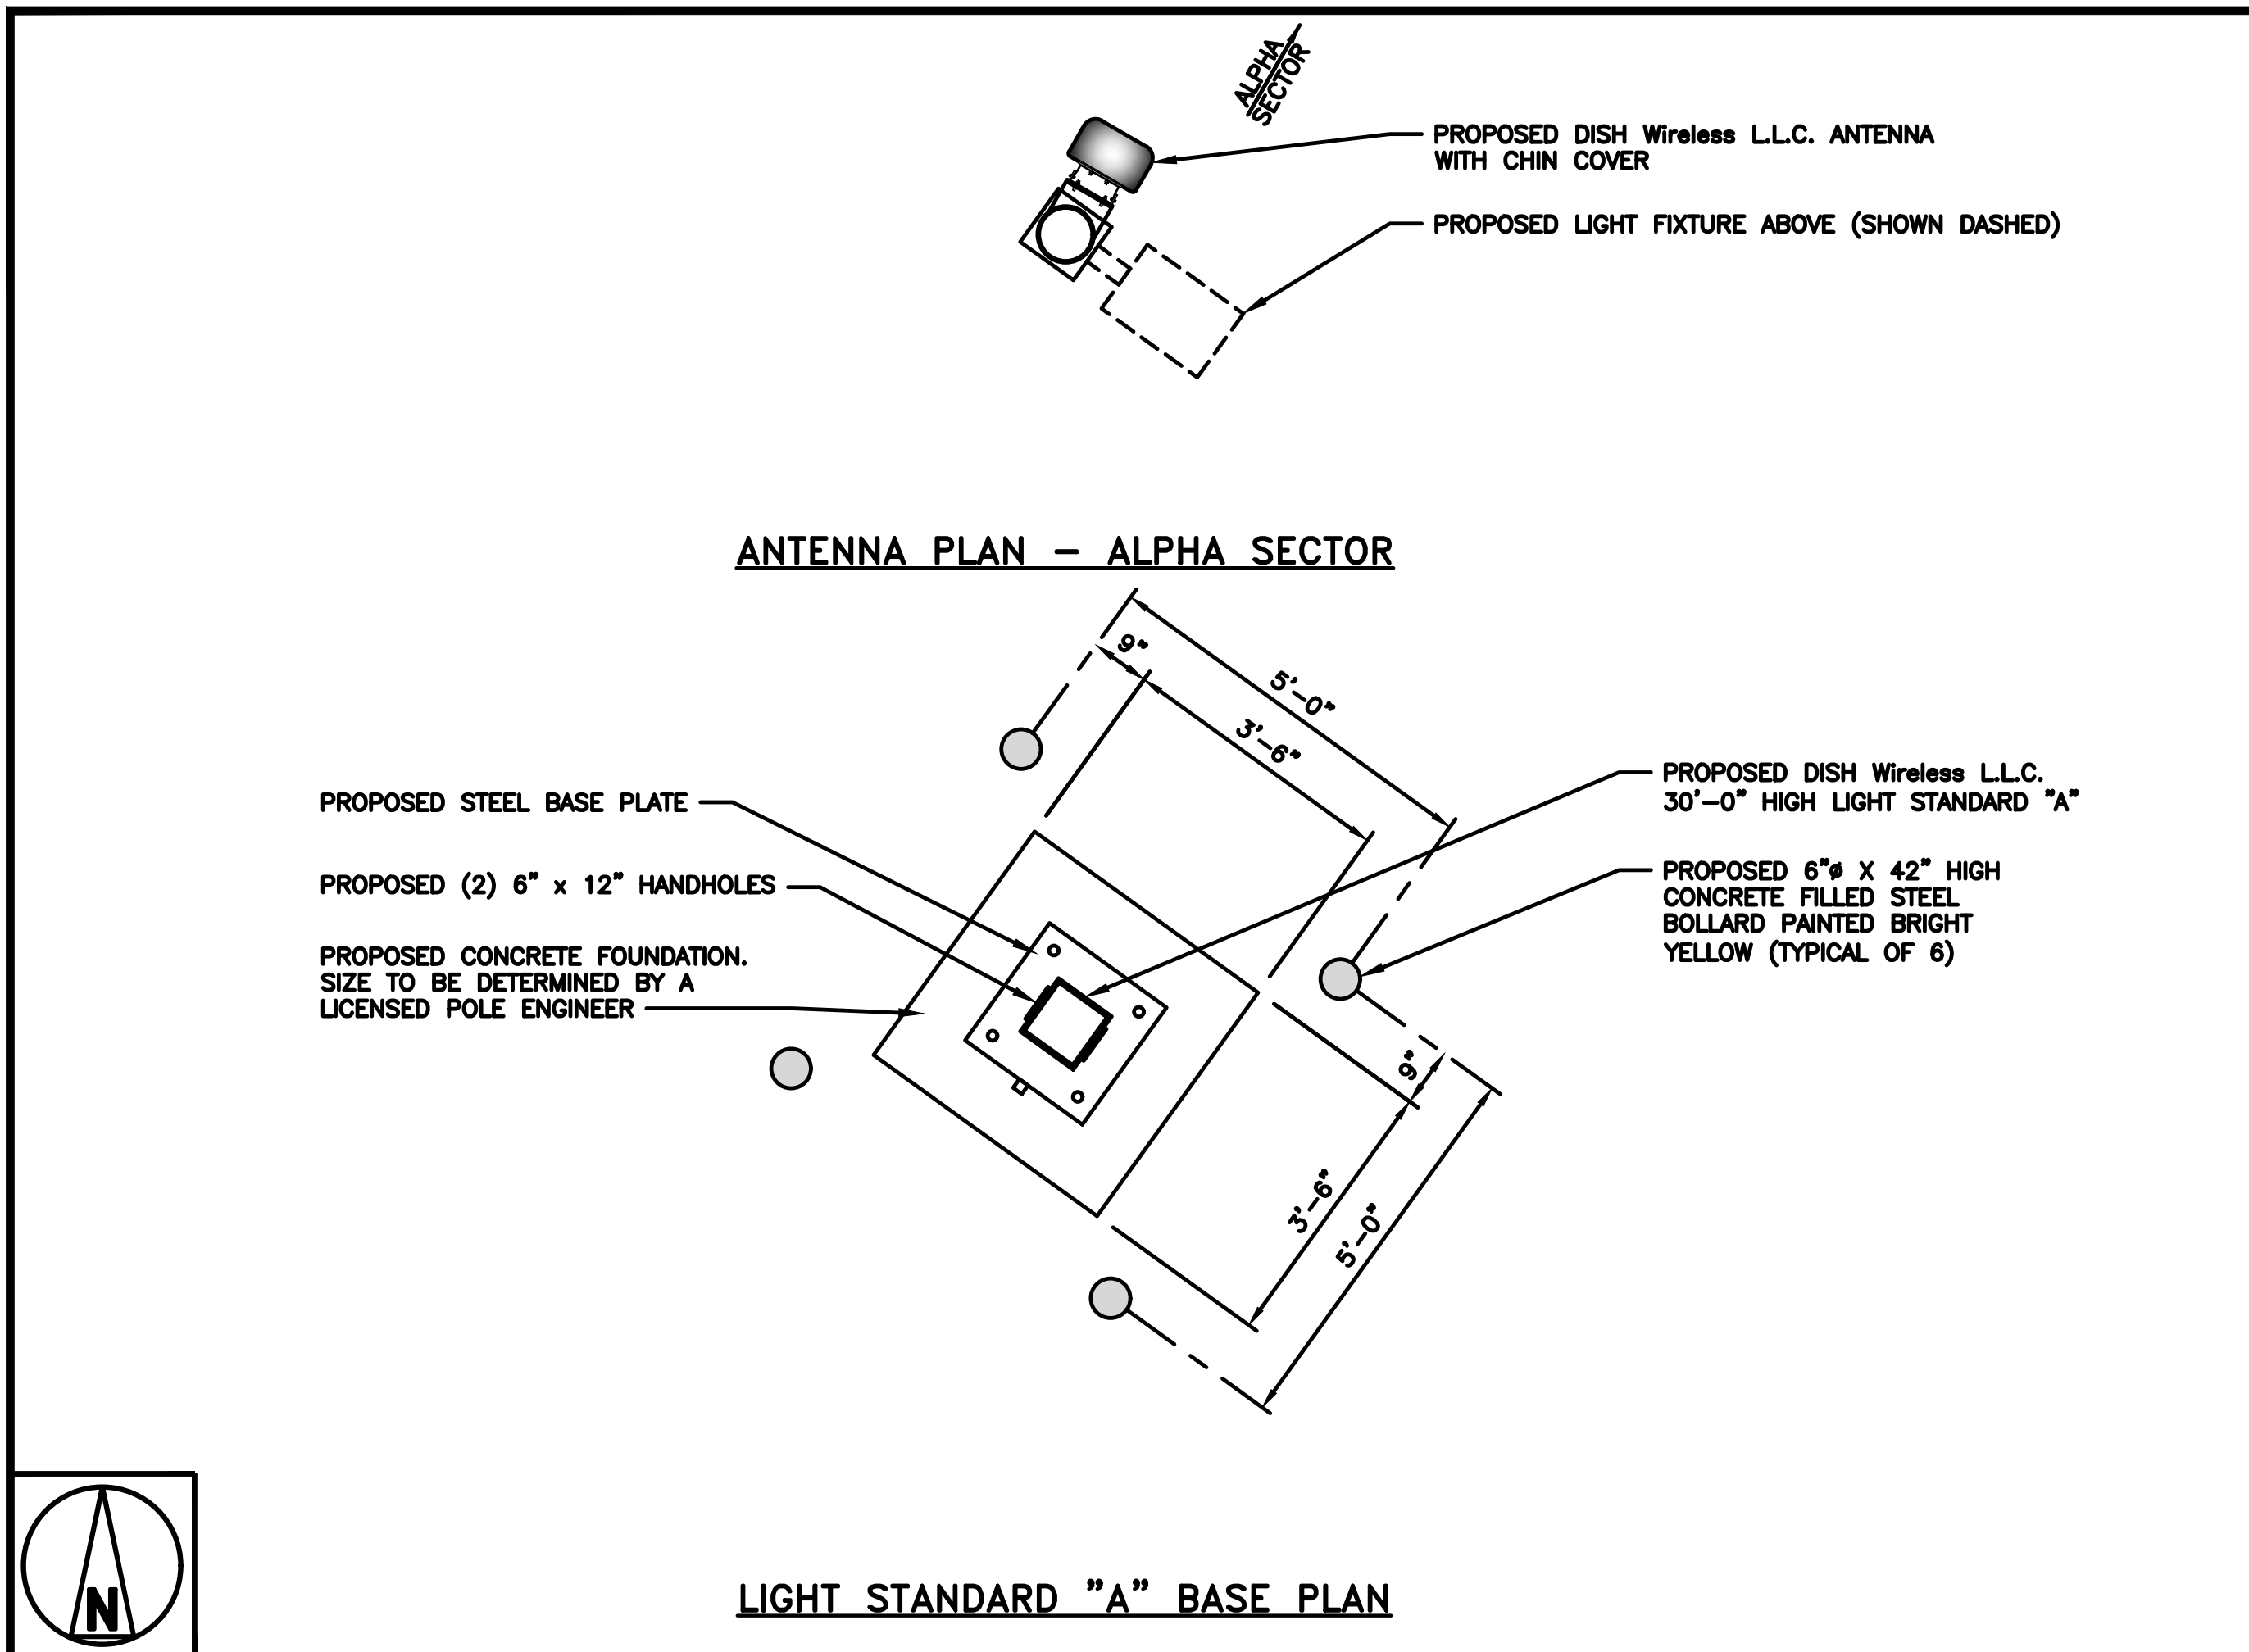 ALPHA
SECTOR
PROPOSED DISH Wireless L.L.C. ANTENNA
WITH CHIN COVER
PROPOSED LIGHT FIXTURE ABOVE (SHOWN DASHED)
ANTENNA PLAN - ALPHA SECTOR
9"
5'-0"
3'-6"
PROPOSED STEEL BASE PLATE
PROPOSED (2) 6" x 12" HANDHOLES
PROPOSED CONCRETE FOUNDATION.
SIZE TO BE DETERMINED BY A
LICENSED POLE ENGINEER
PROPOSED DISH Wireless L.L.C.
30'-0" HIGH LIGHT STANDARD "A"
PROPOSED 6"ø X 42" HIGH
CONCRETE FILLED STEEL
BOLLARD PAINTED BRIGHT
YELLOW (TYPICAL OF 6)
9"
3'-6"
5'-0"
N
LIGHT STANDARD "A" BASE PLAN